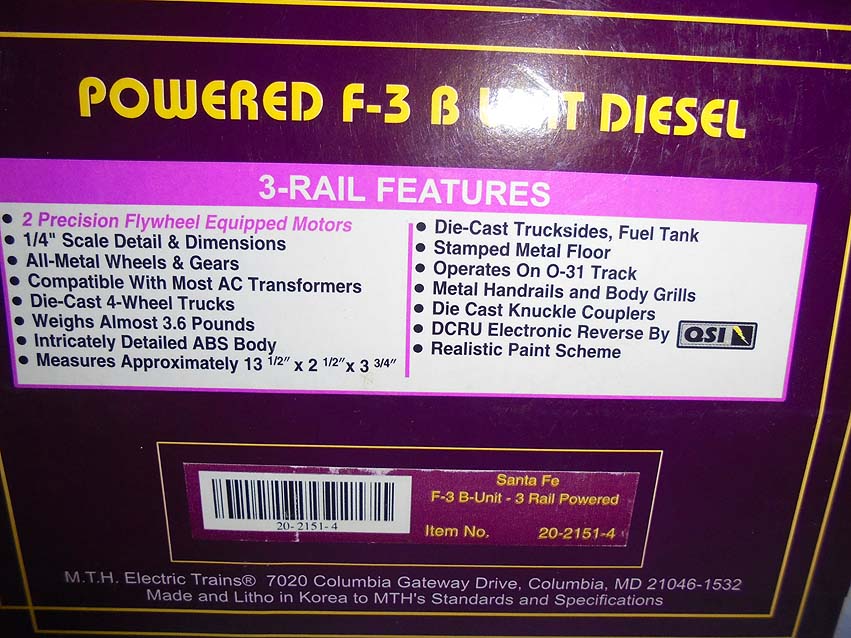 POWERED F-3 B UNIT DIESEL
3-RAIL FEATURES
• 2 Precision Flywheel Equipped Motors
• 1/4" Scale Detail & Dimensions
• All-Metal Wheels & Gears
• Compatible With Most AC Transformers
• Die-Cast 4-Wheel Trucks
• Weighs Almost 3.6 Pounds
• Intricately Detailed ABS Body
• Measures Approximately 13 1/2" x 2 1/2" x 3 3/4"
• Die-Cast Trucksides, Fuel Tank
• Stamped Metal Floor
• Operates On O-31 Track
• Metal Handrails and Body Grills
• Die Cast Knuckle Couplers
• DCRU Electronic Reverse By QSI
• Realistic Paint Scheme
20-2151-4
Santa Fe
F-3 B-Unit - 3 Rail Powered
Item No. 20-2151-4
M.T.H. Electric Trains® 7020 Columbia Gateway Drive, Columbia, MD 21046-1532
Made and Litho in Korea to MTH's Standards and Specifications